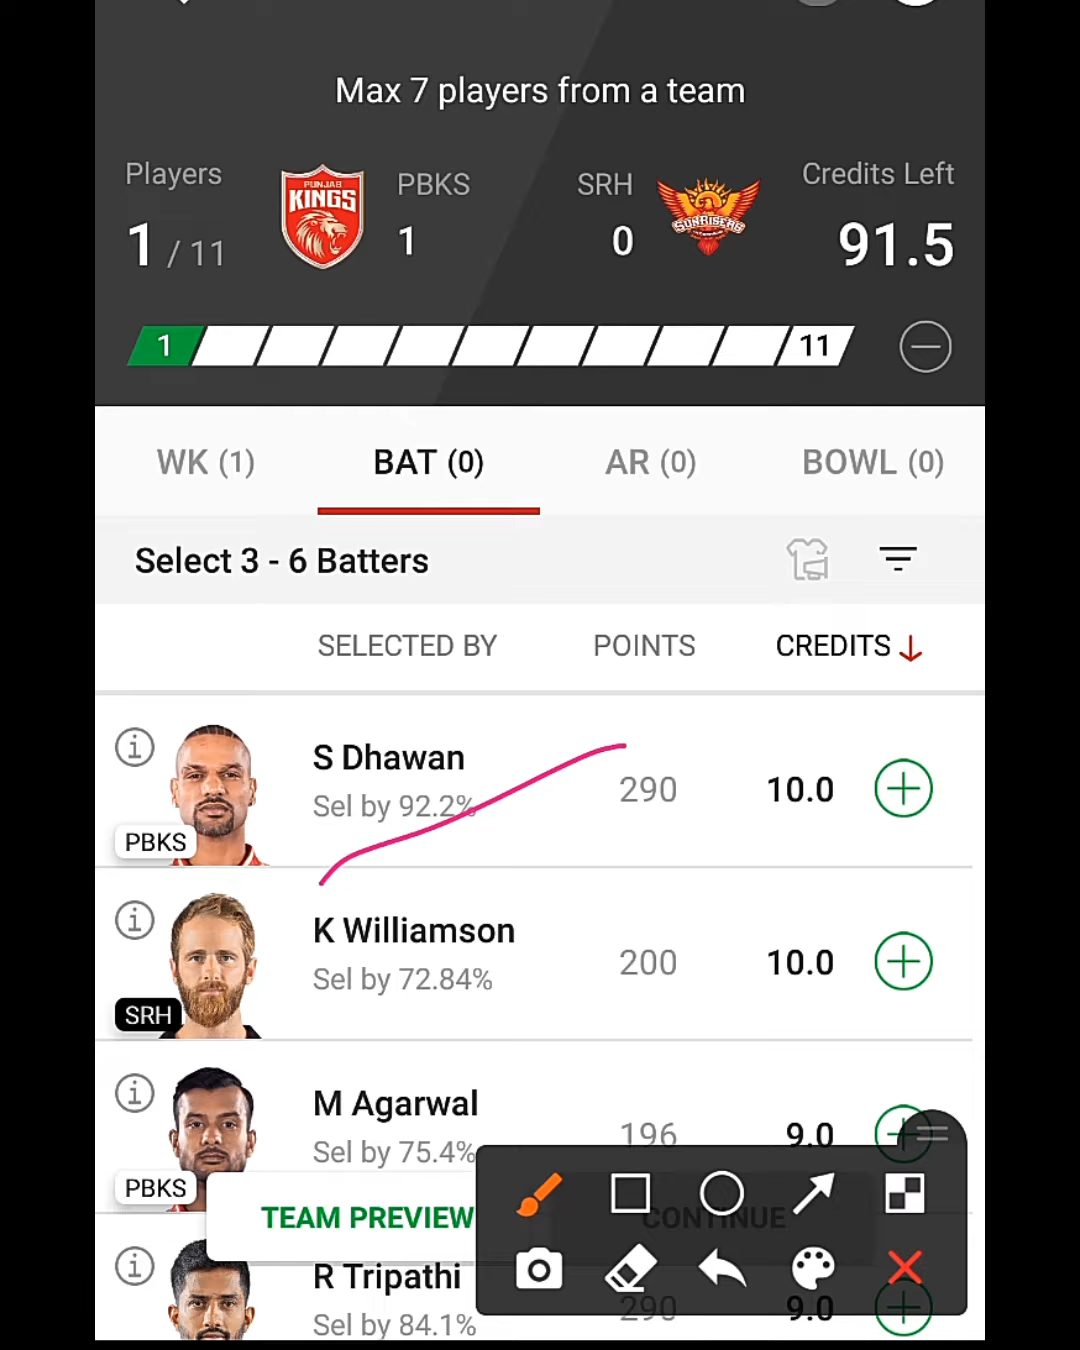 Max 7 players from a team
Players
PBKS
SRH
Credits Left
1 / 11
PUNJAB
KINGS
1
0
SUNRISERS
91.5
1
11
WK (1)
BAT (0)
AR (0)
BOWL (0)
Select 3 - 6 Batters
SELECTED BY
POINTS
CREDITS
S Dhawan
Sel by 92.2%
290
10.0
PBKS
K Williamson
Sel by 72.84%
200
10.0
SRH
M Agarwal
Sel by 75.4%
196
9.0
PBKS
TEAM PREVIEW
CONTINUE
R Tripathi
Sel by 84.1%
290
9.0